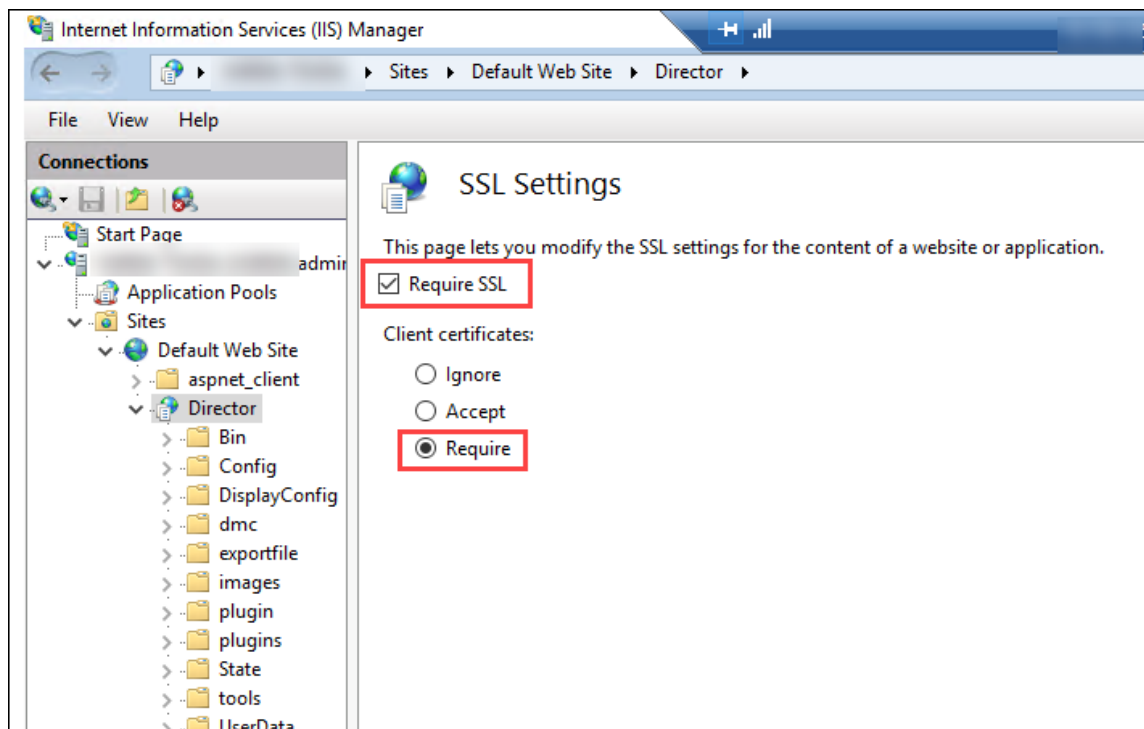 Internet Information Services (IIS) Manager
Sites Default Web Site Director
File View Help
Connections
Start Page
admin
Application Pools
Sites
Default Web Site
aspnet_client
Director
Bin
Config
DisplayConfig
dmc
exportfile
images
plugin
plugins
State
tools
UserData
SSL Settings
This page lets you modify the SSL settings for the content of a website or application.
Require SSL
Client certificates:
Ignore
Accept
Require